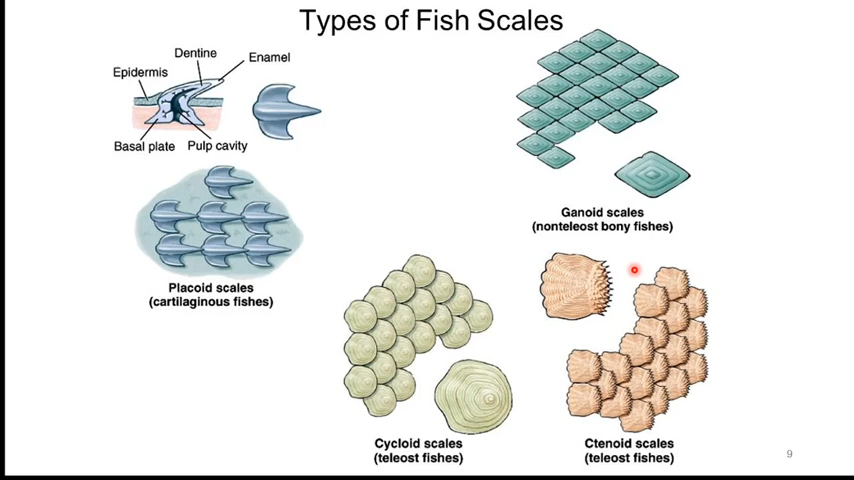 Types of Fish Scales
Dentine
Enamel
Epidermis
Basal plate
Pulp cavity
Placoid scales
(cartilaginous fishes)
Ganoid scales
(nonteleost bony fishes)
Cycloid scales
(teleost fishes)
Ctenoid scales
(teleost fishes)
9